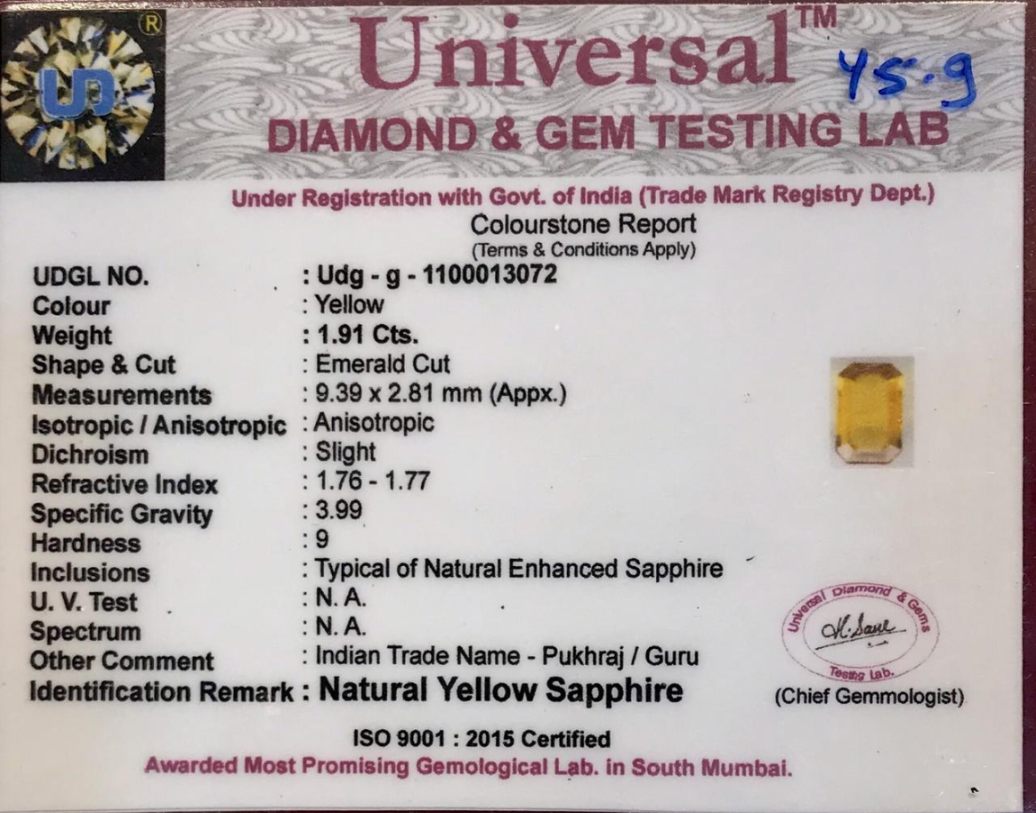 ®
UD
Universal™
Y5.9
DIAMOND & GEM TESTING LAB
Under Registration with Govt. of India (Trade Mark Registry Dept.)
Colourstone Report
(Terms & Conditions Apply)
UDGL NO. : Udg - g - 1100013072
Colour : Yellow
Weight : 1.91 Cts.
Shape & Cut : Emerald Cut
Measurements : 9.39 x 2.81 mm (Appx.)
Isotropic / Anisotropic : Anisotropic
Dichroism : Slight
Refractive Index : 1.76 - 1.77
Specific Gravity : 3.99
Hardness : 9
Inclusions : Typical of Natural Enhanced Sapphire
U. V. Test : N. A.
Spectrum : N. A.
Other Comment : Indian Trade Name - Pukhraj / Guru
Identification Remark : Natural Yellow Sapphire
Universal Diamond & Gems
Testing Lab.
(Chief Gemmologist)
ISO 9001 : 2015 Certified
Awarded Most Promising Gemological Lab. in South Mumbai.